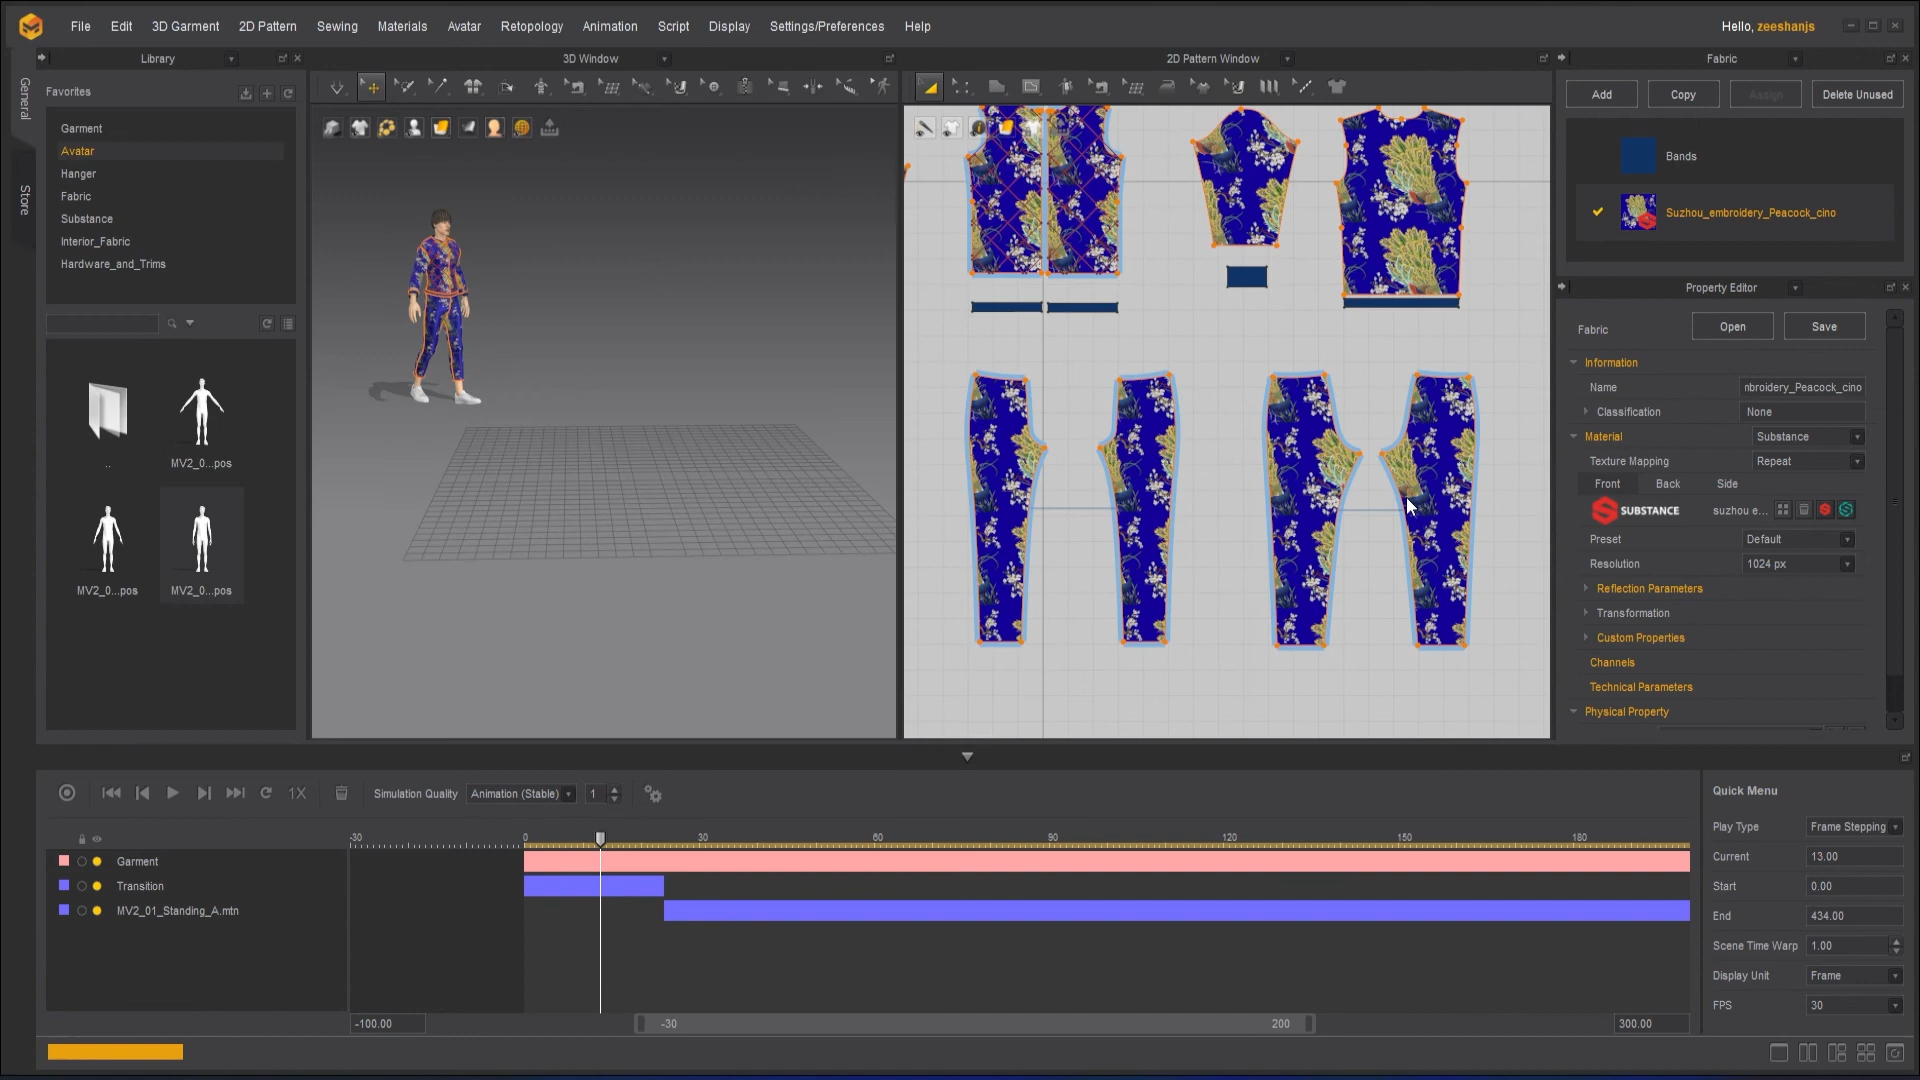 File Edit 3D Garment 2D Pattern Sewing Materials Avatar Retopology Animation Script Display Settings/Preferences Help
Hello, zeeshanjs
Library
3D Window
2D Pattern Window
Fabric
General
Store
Favorites
Garment
Avatar
Hanger
Fabric
Substance
Interior_Fabric
Hardware_and_Trims
..
MV2_0...pos
MV2_0...pos
MV2_0...pos
Add Copy Assign Delete Unused
Bands
Suzhou_embroidery_Peacock_cino
Property Editor
Fabric Open Save
Information
Name nbroidery_Peacock_cino
Classification None
Material Substance
Texture Mapping Repeat
Front Back Side
SUBSTANCE suzhou e...
Preset Default
Resolution 1024 px
Reflection Parameters
Transformation
Custom Properties
Channels
Technical Parameters
Physical Property
1X Simulation Quality Animation (Stable) 1
-30 0 30 60 90 120 150 180
Garment
Transition
MV2_01_Standing_A.mtn
-100.00 -30 200 300.00
Quick Menu
Play Type Frame Stepping
Current 13.00
Start 0.00
End 434.00
Scene Time Warp 1.00
Display Unit Frame
FPS 30